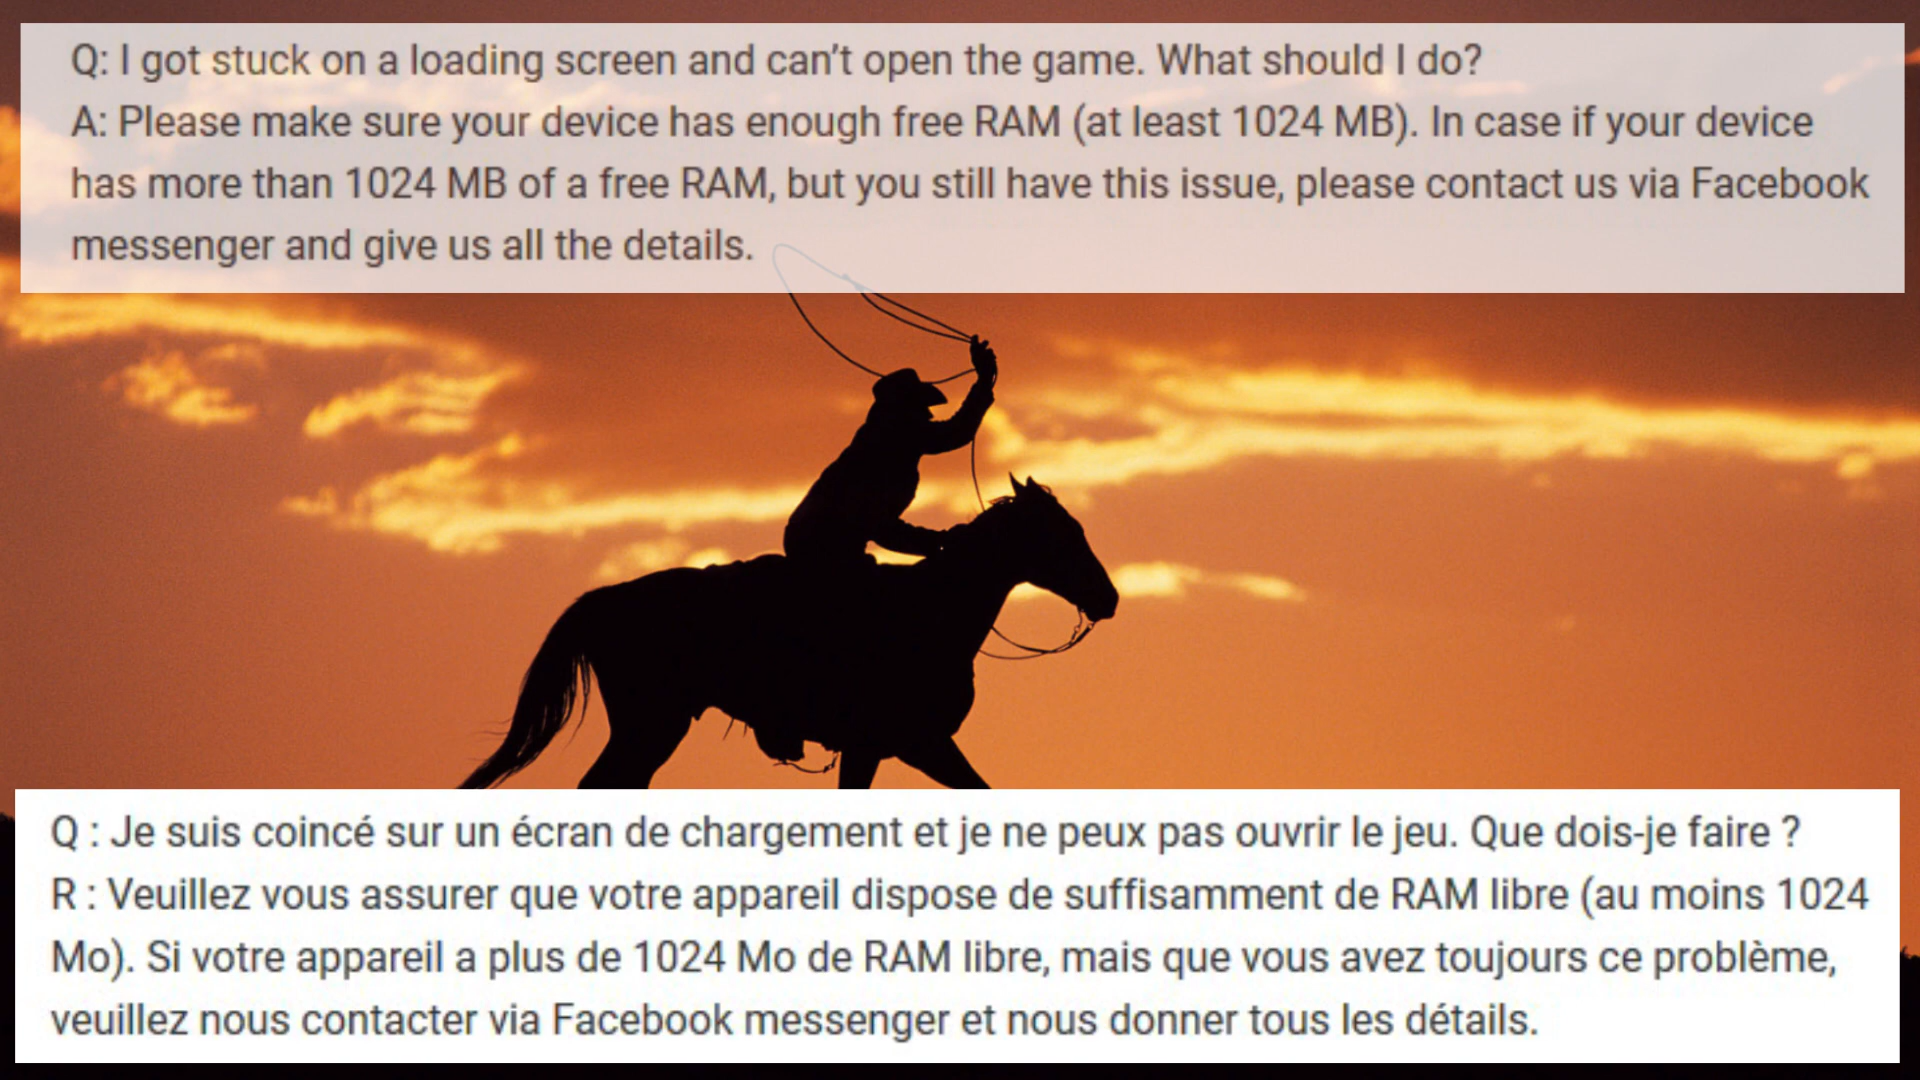 Q: I got stuck on a loading screen and can't open the game. What should I do?
A: Please make sure your device has enough free RAM (at least 1024 MB). In case if your device
has more than 1024 MB of a free RAM, but you still have this issue, please contact us via Facebook
messenger and give us all the details.
Q : Je suis coincé sur un écran de chargement et je ne peux pas ouvrir le jeu. Que dois-je faire ?
R : Veuillez vous assurer que votre appareil dispose de suffisamment de RAM libre (au moins 1024
Mo). Si votre appareil a plus de 1024 Mo de RAM libre, mais que vous avez toujours ce problème,
veuillez nous contacter via Facebook messenger et nous donner tous les détails.